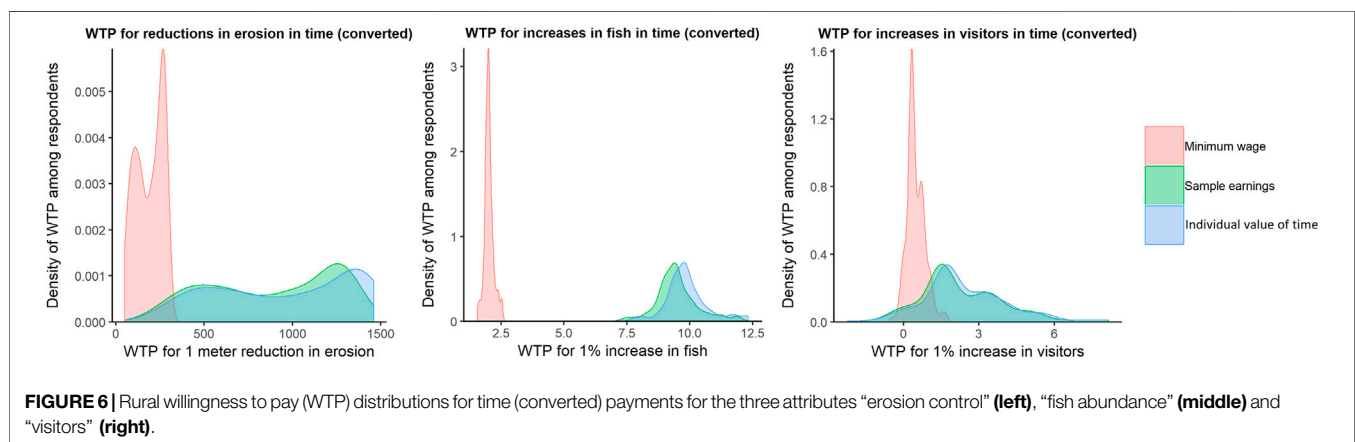 WTP for reductions in erosion in time (converted)
Density of WTP among respondents
0.005
0.004
0.003
0.002
0.001
0.000
0 500 1000 1500
WTP for 1 meter reduction in erosion
WTP for increases in fish in time (converted)
Density of WTP among respondents
3
2
1
0
2.5 5.0 7.5 10.0 12.5
WTP for 1% increase in fish
WTP for increases in visitors in time (converted)
Density of WTP among respondents
1.6
1.2
0.8
0.4
0.0
0 3 6
WTP for 1% increase in visitors
Minimum wage
Sample earnings
Individual value of time
FIGURE 6 | Rural willingness to pay (WTP) distributions for time (converted) payments for the three attributes “erosion control” (left), “fish abundance” (middle) and
“visitors” (right).